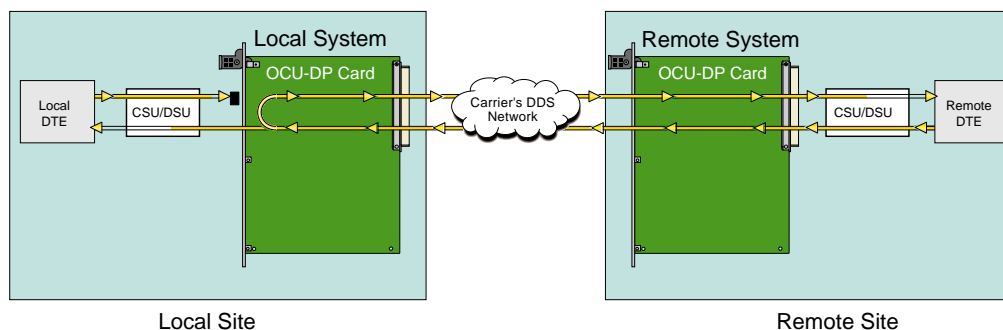 Local System
Remote System
OCU-DP Card
OCU-DP Card
Local
DTE
CSU/DSU
Carrier's DDS
Network
CSU/DSU
Remote
DTE
Local Site
Remote Site